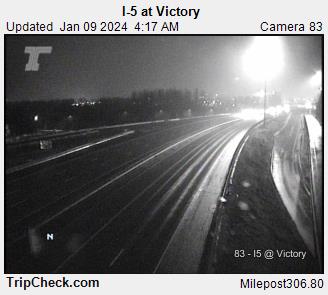 I-5 at Victory
Updated Jan 09 2024 4:17 AM Camera 83
T
N
83 - I5 @ Victory
TripCheck.com Milepost306.80